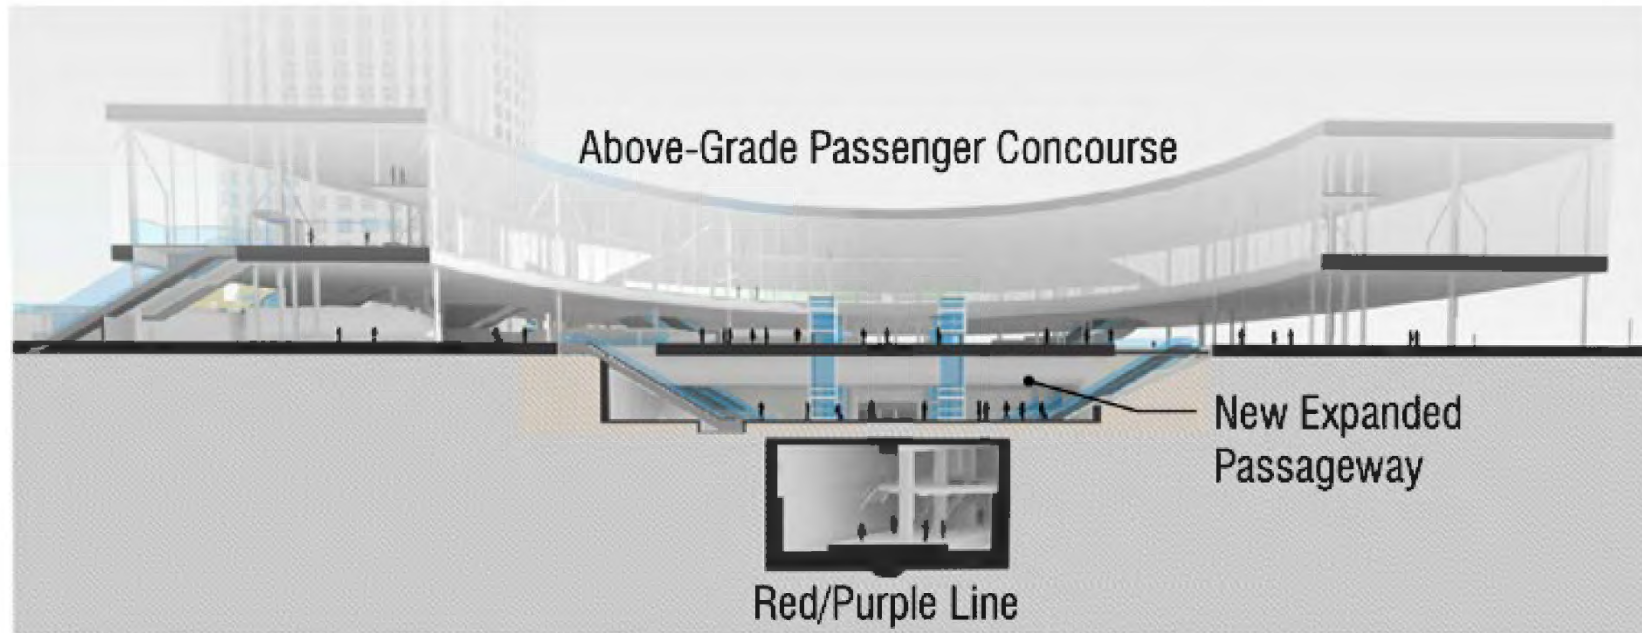 Above-Grade Passenger Concourse
New Expanded
Passageway
Red/Purple Line